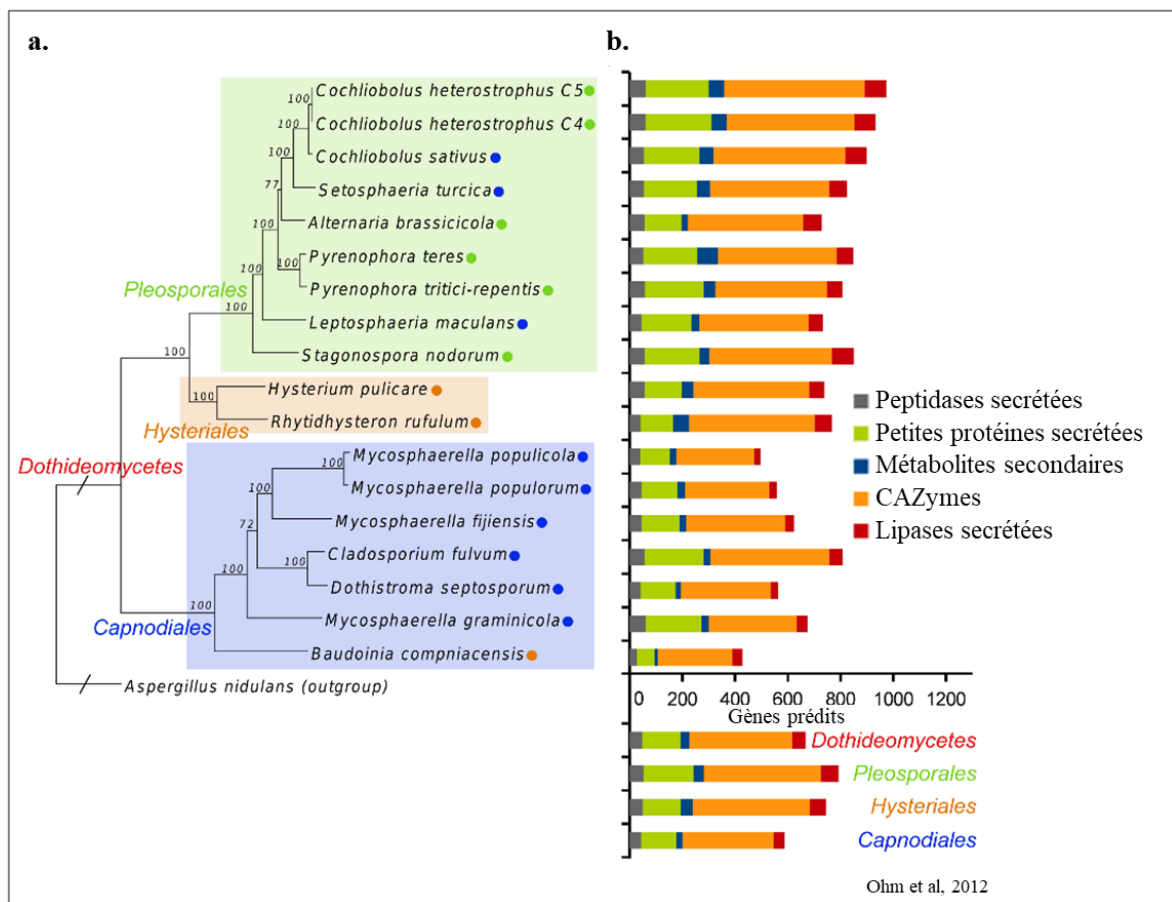 a.
b.
100
Cochliobolus heterostrophus C5
100
Cochliobolus heterostrophus C4
100
Cochliobolus sativus
77
Setosphaeria turcica
100
Alternaria brassicicola
Pyrenophora teres
100
100
Pyrenophora tritici-repentis
Pleosporales
100
Leptosphaeria maculans
100
Stagonospora nodorum
Hysterium pulicare
100
Rhytidhysteron rufulum
Hysteriales
Peptidases secrétées
Petites protéines secrétées
Métabolites secondaires
CAZymes
Lipases secrétées
Dothideomycetes
Mycosphaerella populicola
100
Mycosphaerella populorum
100
Mycosphaerella fijiensis
72
Cladosporium fulvum
100
Dothistroma septosporum
100
Mycosphaerella graminicola
100
Capnodiales
Baudoinia compniacensis
Aspergillus nidulans (outgroup)
0 200 400 600 800 1000 1200
Gènes prédits
Dothideomycetes
Pleosporales
Hysteriales
Capnodiales
Ohm et al, 2012